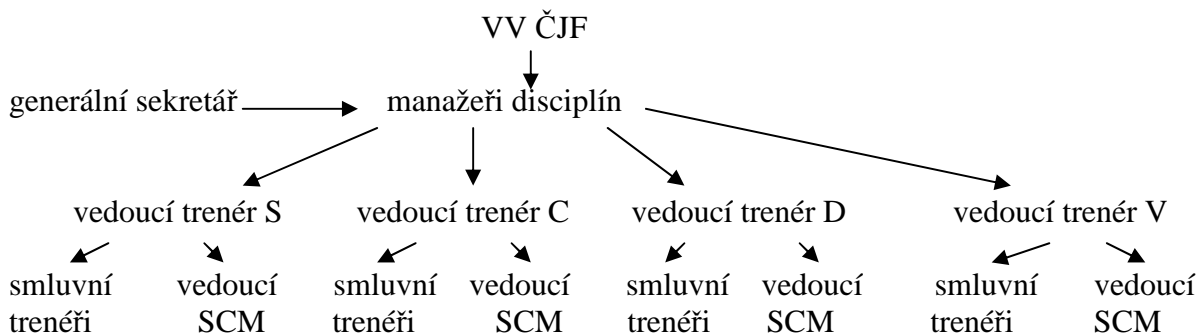 VV ČJF
generální sekretář manažeři disciplín
vedoucí trenér S vedoucí trenér C vedoucí trenér D vedoucí trenér V
smluvní vedoucí smluvní vedoucí smluvní vedoucí smluvní vedoucí
trenéři SCM trenéři SCM trenéři SCM trenéři SCM